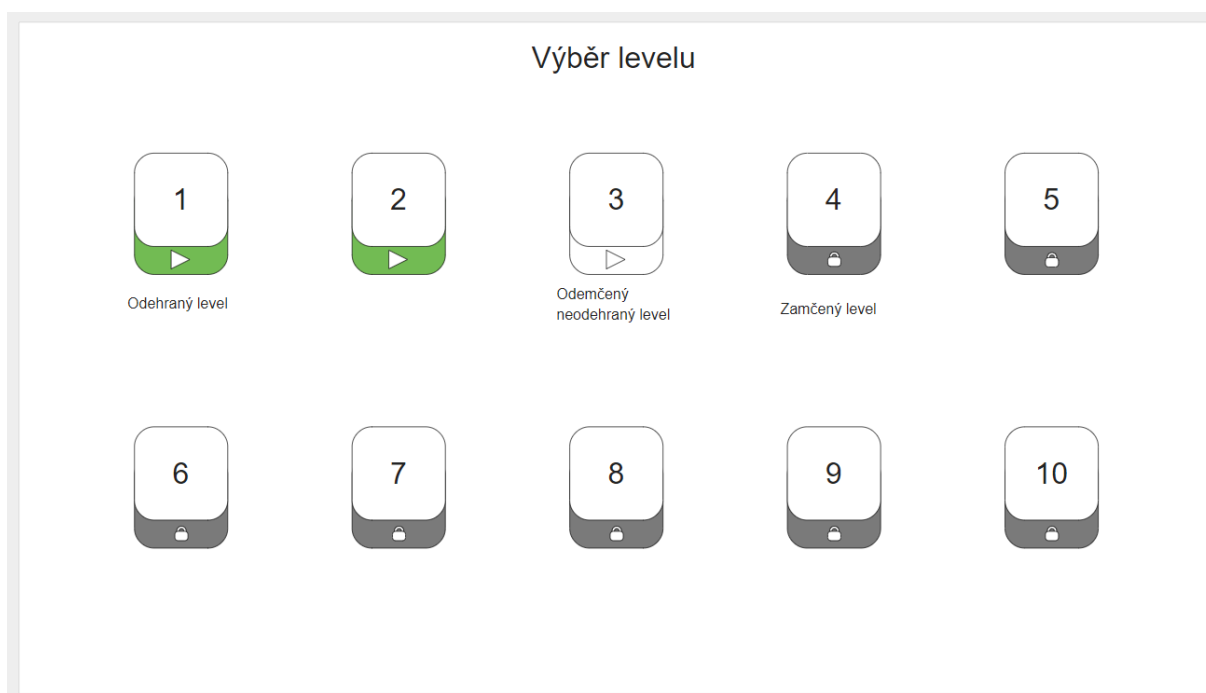 Výběr levelu
1
2
3
4
5
Odehraný level
Odemčený
neodehraný level
Zamčený level
6
7
8
9
10